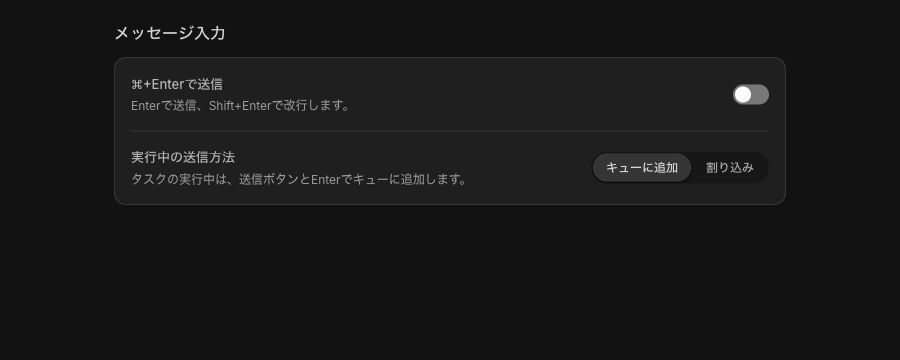 メッセージ入力
⌘+Enterで送信
Enterで送信、Shift+Enterで改行します。
実行中の送信方法
タスクの実行中は、送信ボタンとEnterでキューに追加します。
キューに追加 割り込み